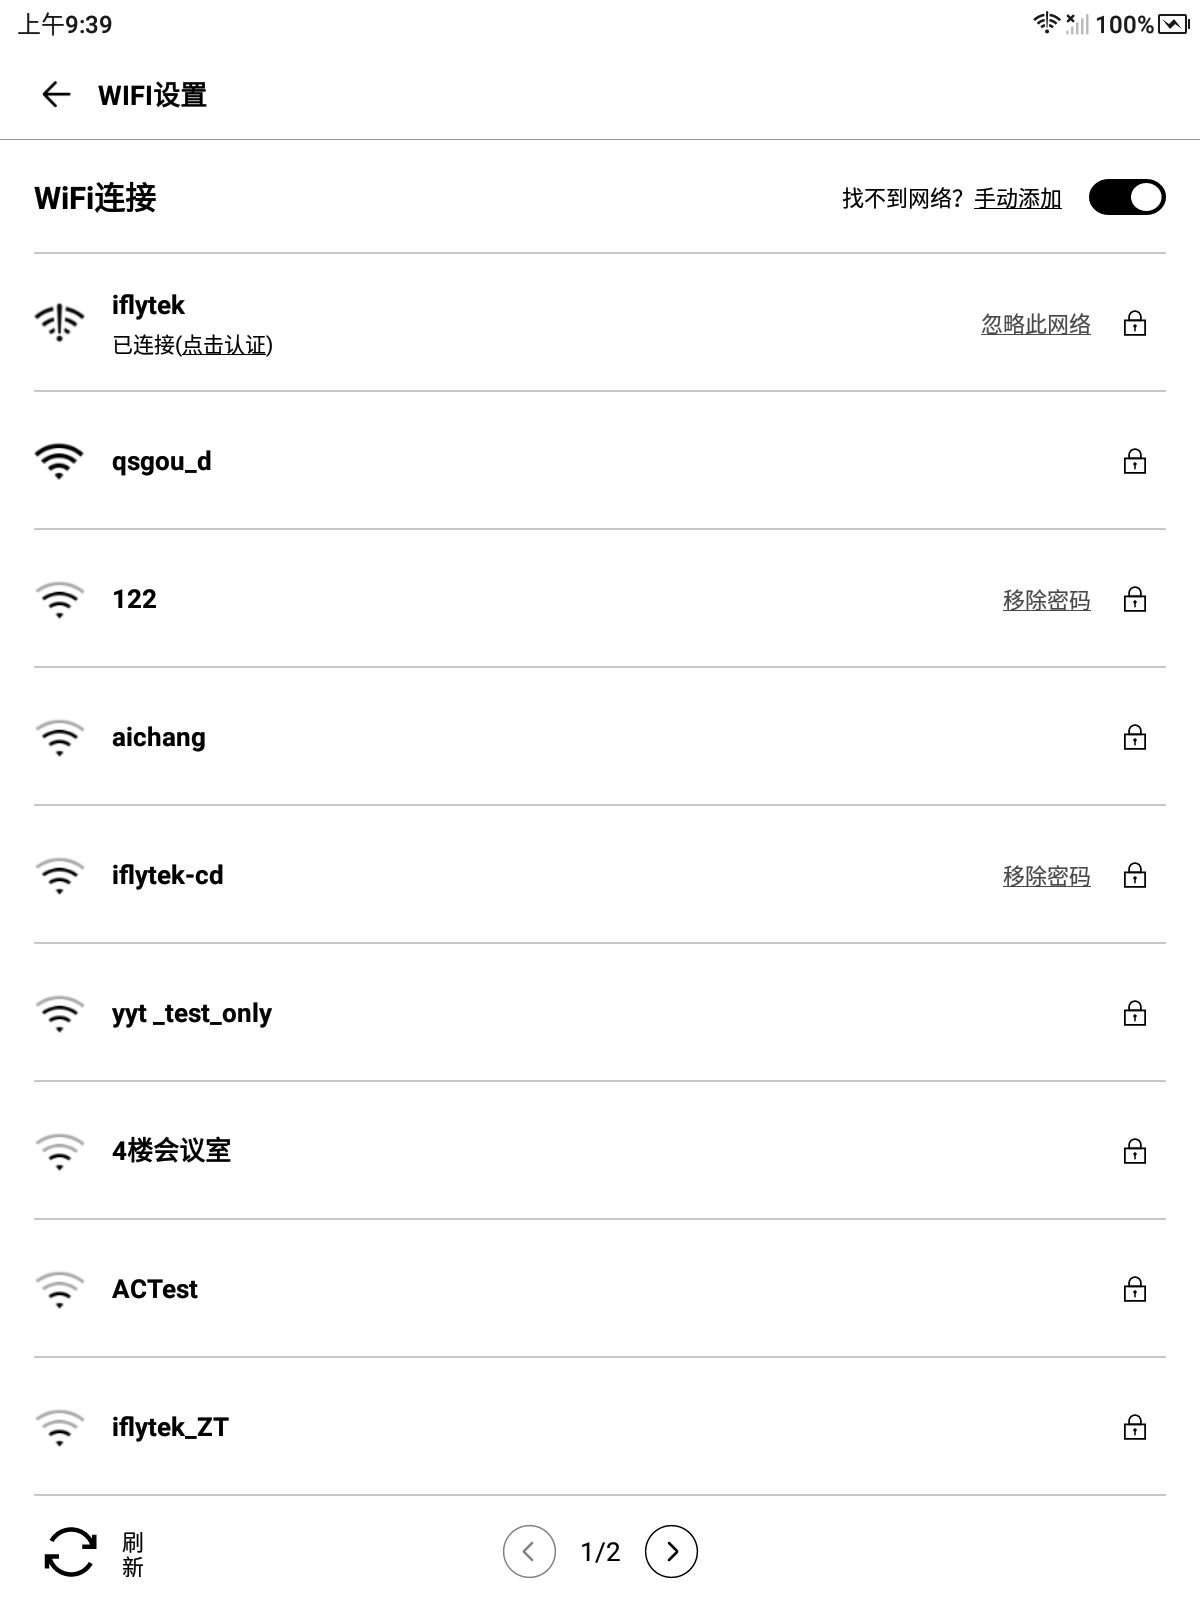 上午9:39
100%
WIFI设置
WiFi连接
找不到网络？手动添加
iflytek
已连接(点击认证)
忽略此网络
qsgou_d
122
移除密码
aichang
iflytek-cd
移除密码
yyt _test_only
4楼会议室
ACTest
iflytek_ZT
刷
新
1/2